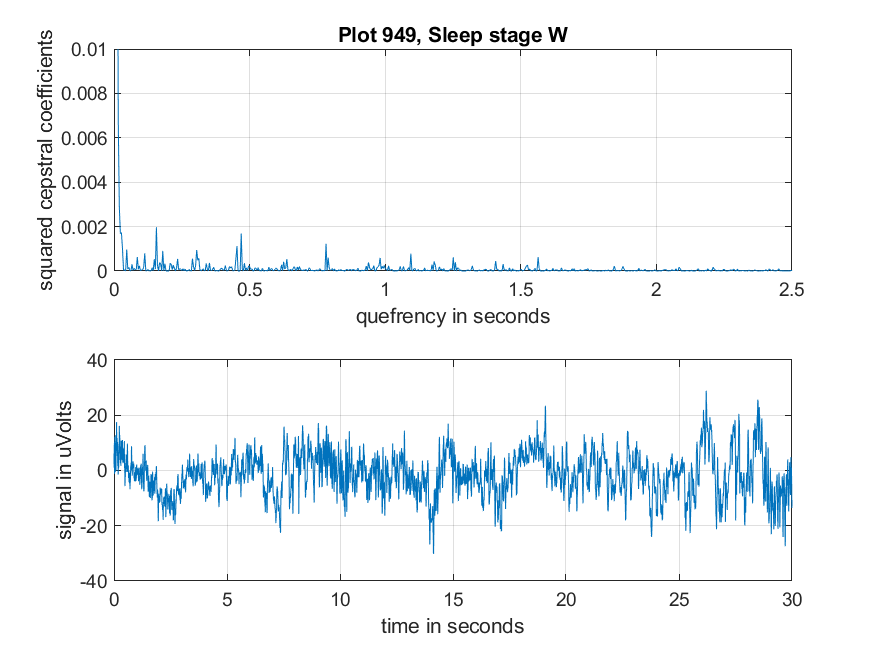 Plot 949, Sleep stage W
squared cepstral coefficients
0.01
0.008
0.006
0.004
0.002
0
0 0.5 1 1.5 2 2.5
quefrency in seconds
signal in uVolts
40
20
0
-20
-40
0 5 10 15 20 25 30
time in seconds